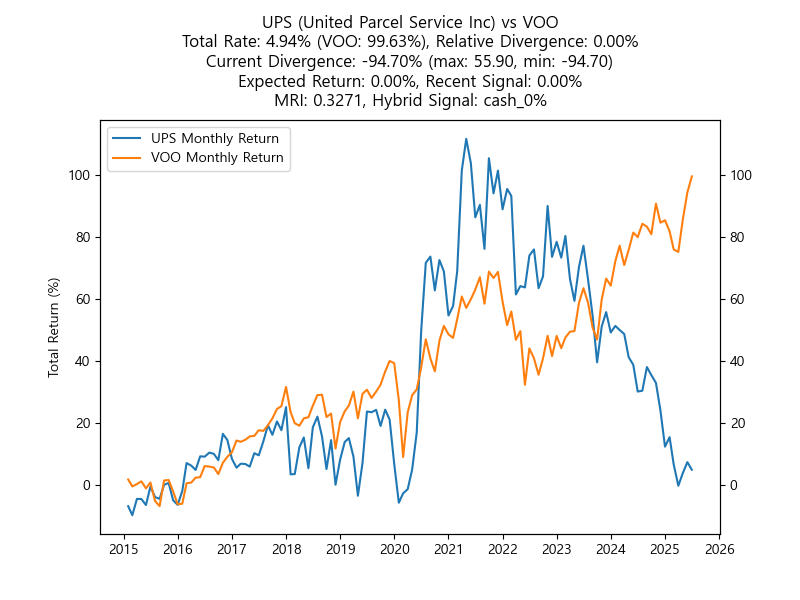 UPS (United Parcel Service Inc) vs VOO
Total Rate: 4.94% (VOO: 99.63%), Relative Divergence: 0.00%
Current Divergence: -94.70% (max: 55.90, min: -94.70)
Expected Return: 0.00%, Recent Signal: 0.00%
MRI: 0.3271, Hybrid Signal: cash_0%
UPS Monthly Return
VOO Monthly Return
Total Return (%)
100 100
80 80
60 60
40 40
20 20
0 0
2015 2016 2017 2018 2019 2020 2021 2022 2023 2024 2025 2026